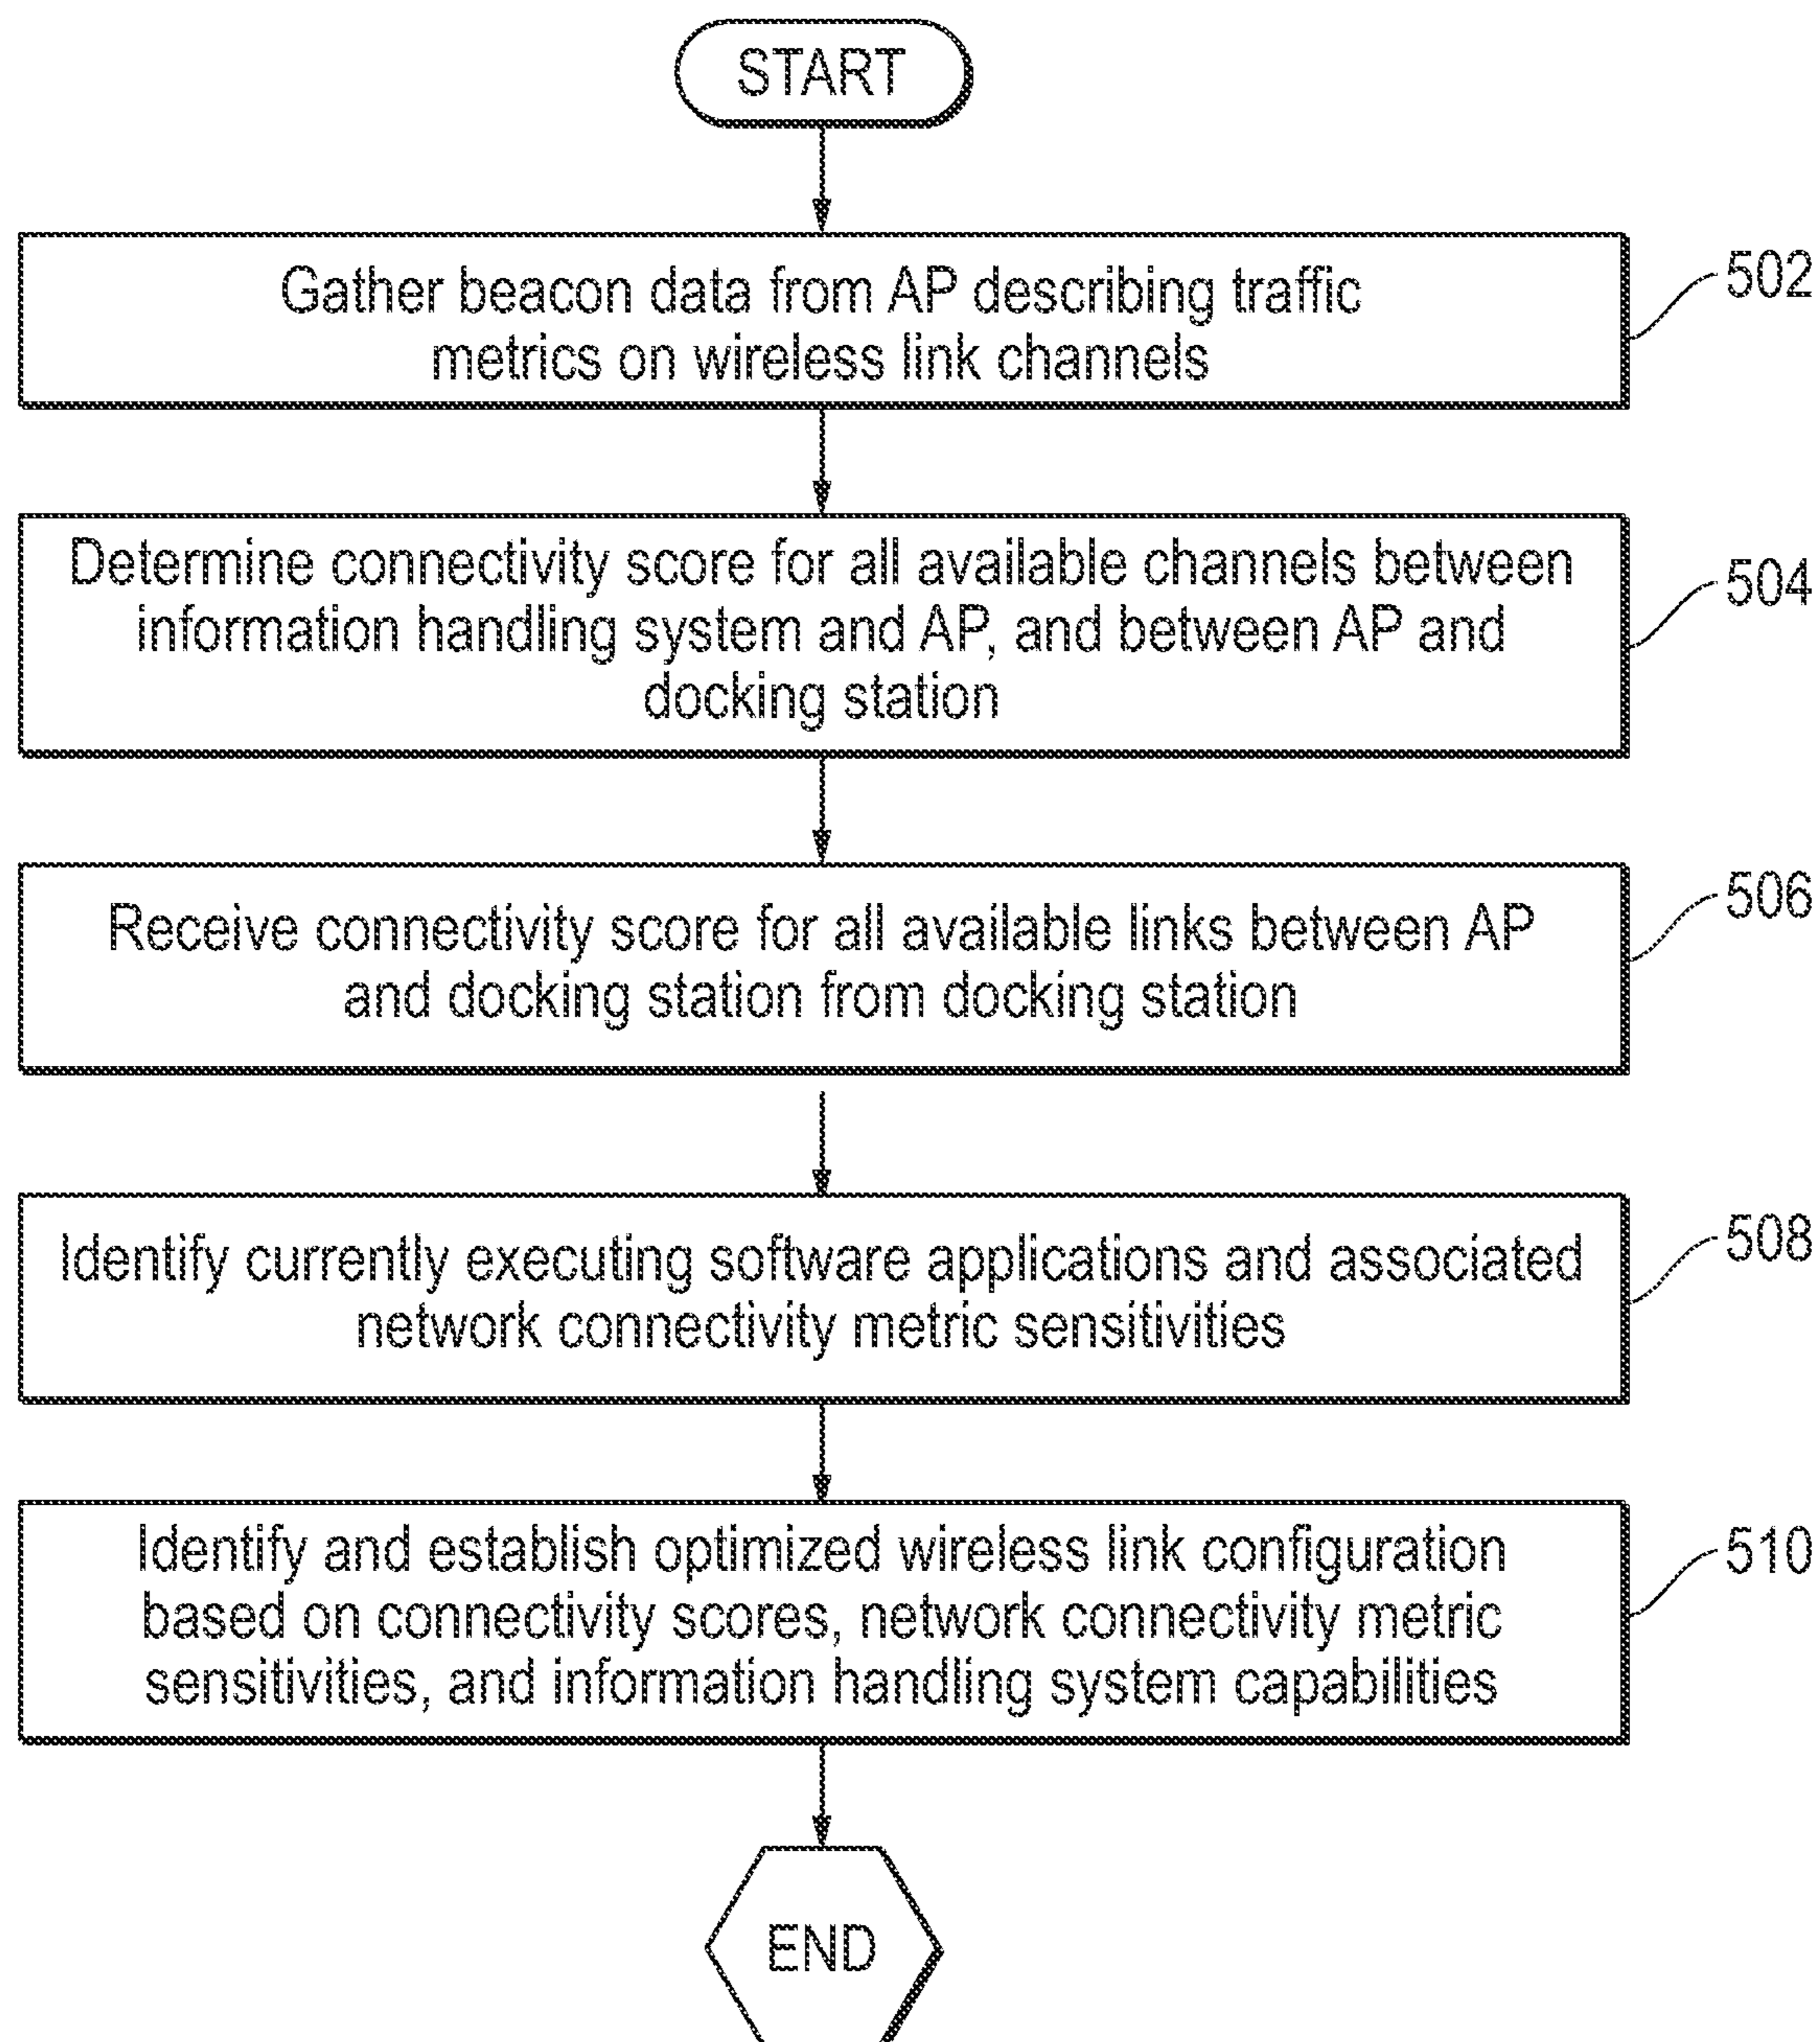 START
Gather beacon data from AP describing traffic
metrics on wireless link channels
502
Determine connectivity score for all available channels between
information handling system and AP, and between AP and
docking station
504
Receive connectivity score for all available links between AP
and docking station from docking station
506
Identify currently executing software applications and associated
network connectivity metric sensitivities
508
Identify and establish optimized wireless link configuration
based on connectivity scores, network connectivity metric
sensitivities, and information handling system capabilities
510
END